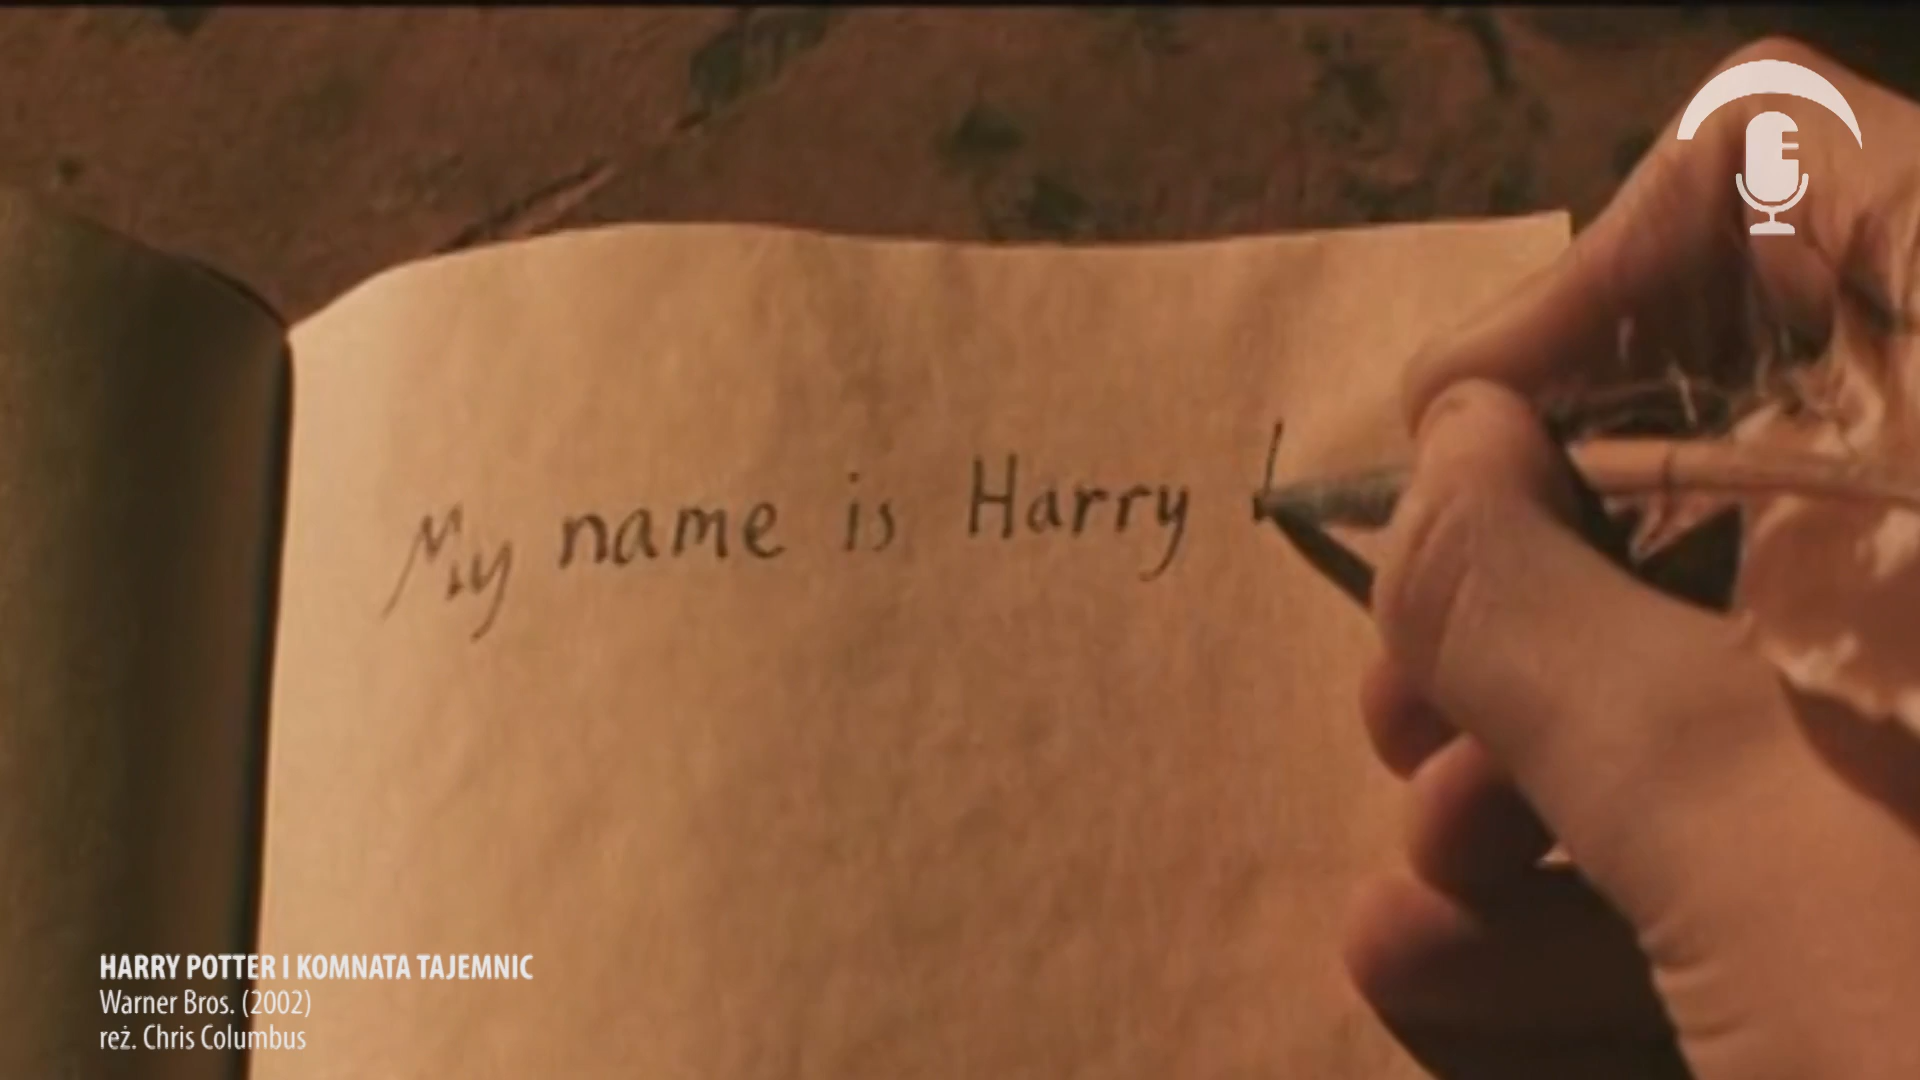 My name is Harry
HARRY POTTER I KOMNATA TAJEMNIC
Warner Bros. (2002)
reż. Chris Columbus